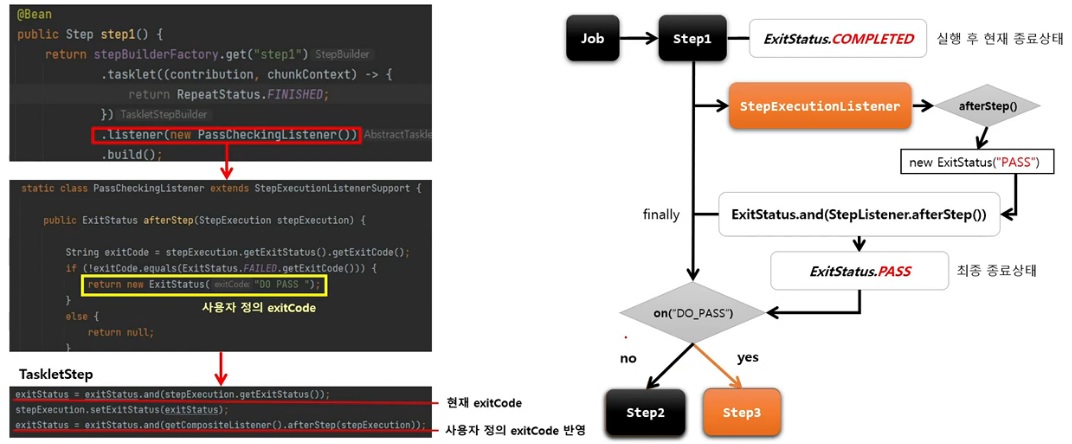 @Bean
public Step step1() {
return stepBuilderFactory.get("step1") StepBuilder
.tasklet((contribution, chunkContext) -> {
return RepeatStatus.FINISHED;
}) TaskletStepBuilder
.listener(new PassCheckingListener()) AbstractTaskle
.build();
static class PassCheckingListener extends StepExecutionListenerSupport {
public ExitStatus afterStep(StepExecution stepExecution) {
String exitCode = stepExecution.getExitStatus().getExitCode();
if (!exitCode.equals(ExitStatus.FAILED.getExitCode())) {
return new ExitStatus( exitCode: "DO PASS ");
}
사용자 정의 exitCode
else {
return null;
}
TaskletStep
exitStatus = exitStatus.and(stepExecution.getExitStatus());
현재 exitCode
stepExecution.setExitStatus(exitStatus);
exitStatus = exitStatus.and(getCompositeListener().afterStep(stepExecution));
사용자 정의 exitCode 반영
Job
Step1
ExitStatus.COMPLETED
실행 후 현재 종료상태
StepExecutionListener
afterStep()
new ExitStatus("PASS")
finally
ExitStatus.and(StepListener.afterStep())
ExitStatus.PASS
최종 종료상태
on("DO_PASS")
no
yes
Step2
Step3